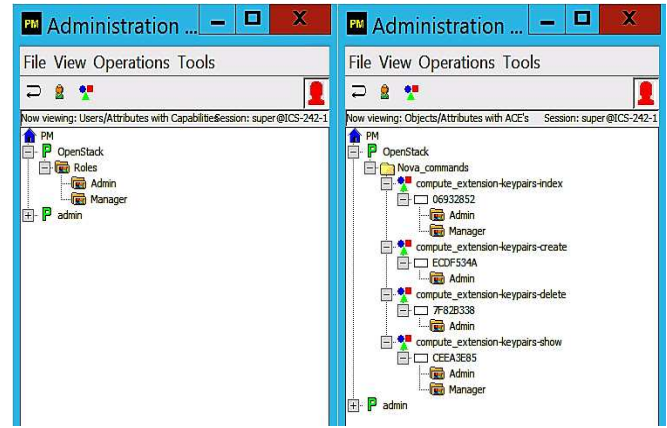 PM Administration ...
File View Operations Tools
Now viewing: Users/Attributes with Capabilities Session: super@ICS-242-1
PM
P OpenStack
Roles
Admin
Manager
P admin
PM Administration ...
File View Operations Tools
Now viewing: Objects/Attributes with ACE's Session: super@ICS-242-1
PM
P OpenStack
Nova_commands
compute_extension-keypairs-index
06932852
Admin
Manager
compute_extension-keypairs-create
ECDF534A
Admin
compute_extension-keypairs-delete
7F82B338
Admin
compute_extension-keypairs-show
CEEA3E85
Admin
Manager
P admin